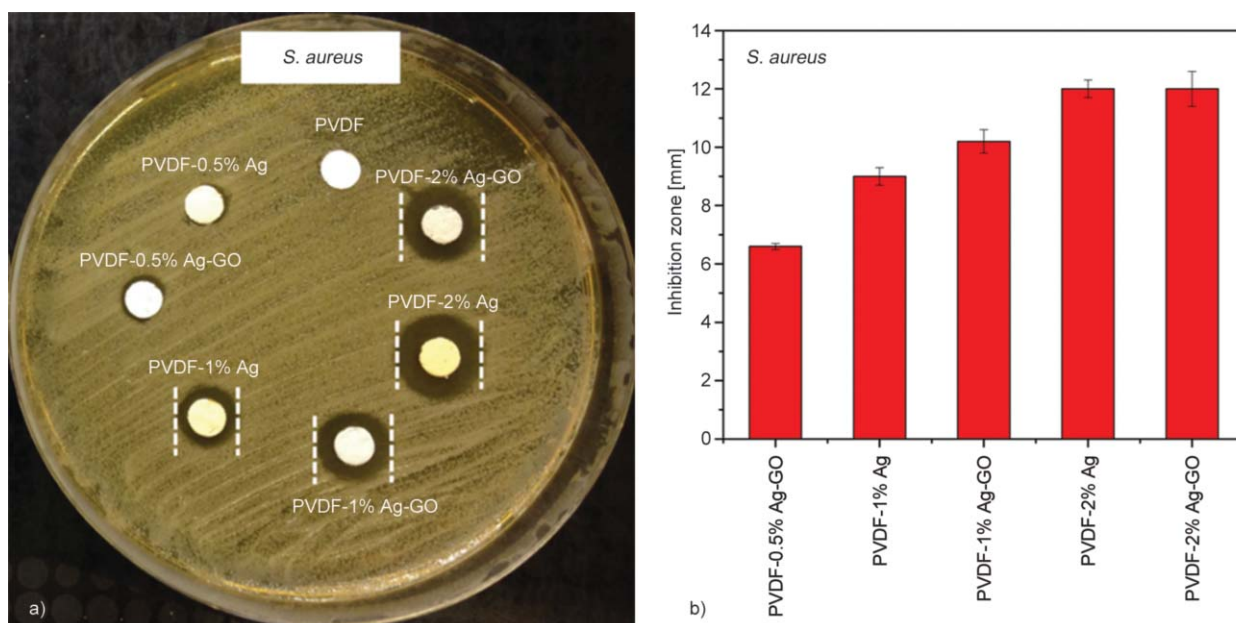 S. aureus
PVDF
PVDF-0.5% Ag
PVDF-2% Ag-GO
PVDF-0.5% Ag-GO
PVDF-2% Ag
PVDF-1% Ag
PVDF-1% Ag-GO
a)
S. aureus
Inhibition zone [mm]
14
12
10
8
6
4
2
0
PVDF-0.5% Ag-GO
PVDF-1% Ag
PVDF-1% Ag-GO
PVDF-2% Ag
PVDF-2% Ag-GO
b)